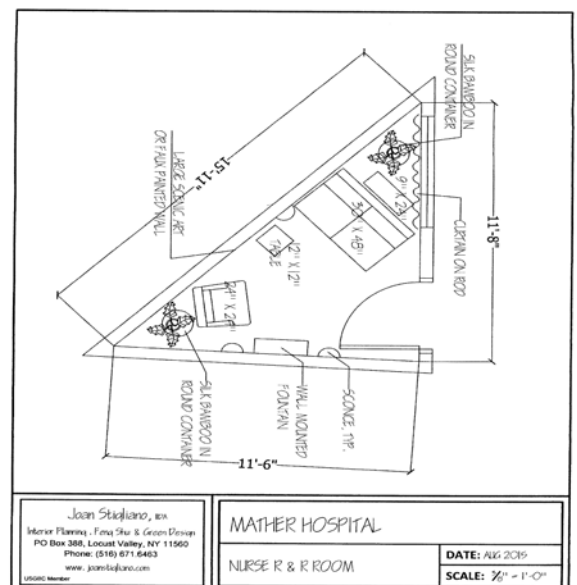 SILK BAMBOO IN
ROUND CONTAINER
LARGE SCENIC ART
OR FAUX PAINTED WALL
15'-11"
9" X 24"
30" X 48"
CURTAIN ON ROD
11'-8"
12" X 12"
TABLE
SILK BAMBOO IN
ROUND CONTAINER
WALL MOUNTED
FOUNTAIN
SCONCE, TYP.
11'-6"
Joan Stigliano,
Interior Planning, Feng Shui & Green Design
PO Box 388, Locust Valley, NY 11560
Phone: (516) 671.6463
www.joanstigliano.com
USGBC Member
MATHER HOSPITAL
NURSE R & R ROOM
DATE: AUG 2015
SCALE: 3/8" = 1'-0"